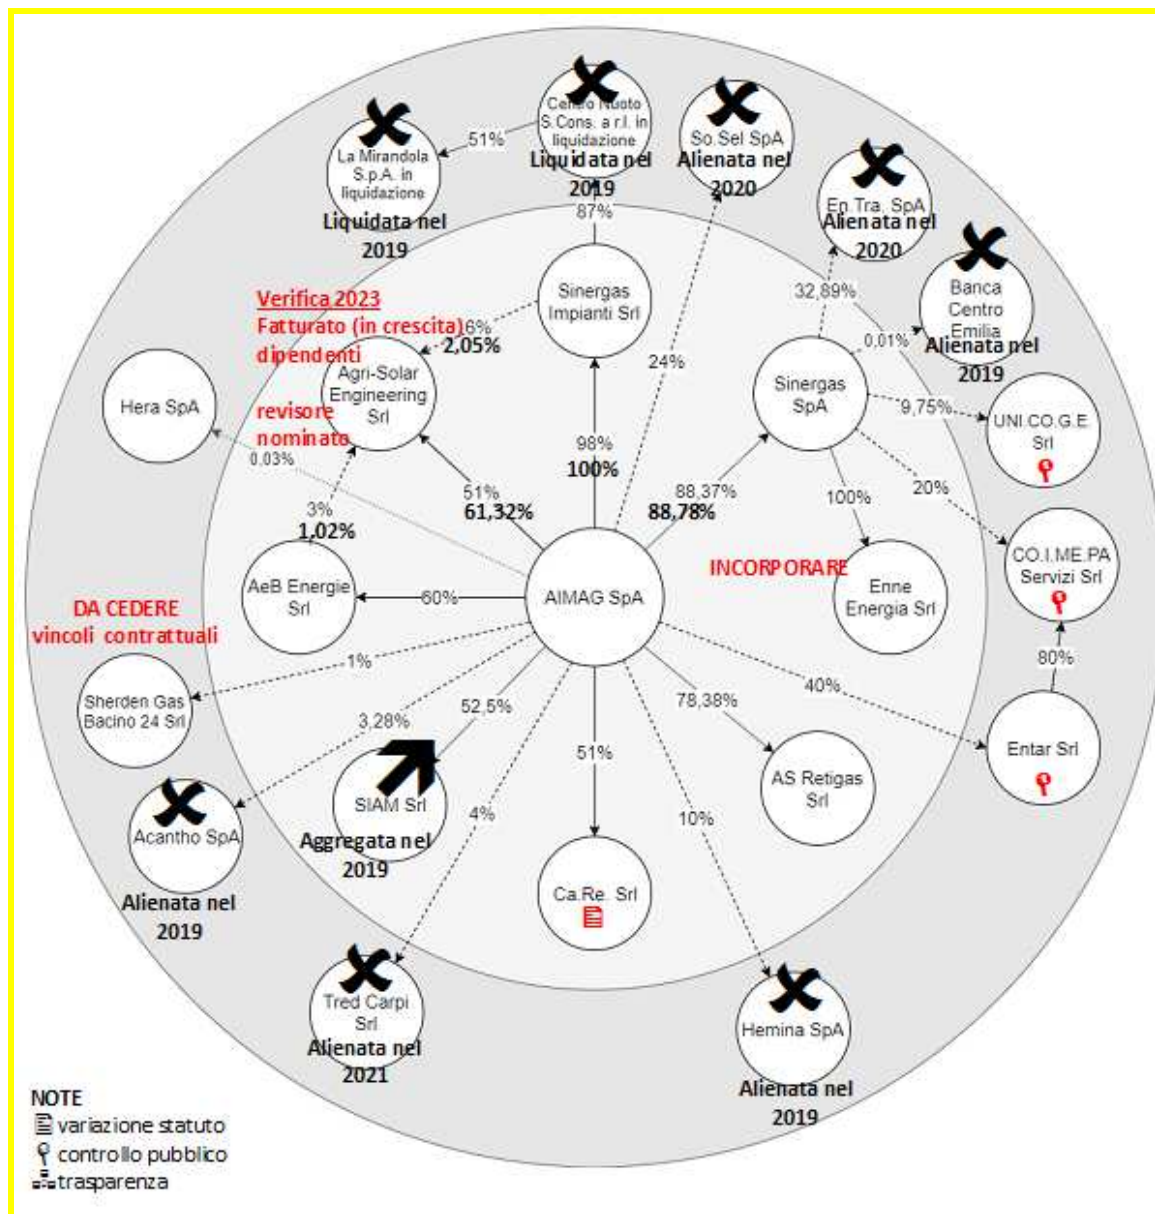 Centro Nuoto
S.Cons. a r.l. in
liquidazione
Liquidata nel
2019
51%
La Mirandola
S.p.A. in
liquidazione
Liquidata nel
2019
So.Sel SpA
Alienata nel
2020
En.Tra. SpA
Alienata nel
2020
87%
32,89%
Banca
Centro
Emilia
Alienata nel
2019
0,01%
Verifica 2023
Fatturato (in crescita)
dipendenti
revisore
nominato
6%
2,05%
Sinergas
Impianti Srl
24%
Agri-Solar
Engineering
Srl
Hera SpA
0,03%
Sinergas
SpA
9,75%
UNI.CO.G.E.
Srl
98%
100%
51%
61,32%
88,37%
88,78%
100%
20%
3%
1,02%
AeB Energie
Srl
60%
AIMAG SpA
INCORPORARE
Enne
Energia Srl
CO.I.ME.PA
Servizi Srl
DA CEDERE
vincoli contrattuali
1%
80%
Sherden Gas
Bacino 24 Srl
3,28%
52,5%
78,38%
40%
Entar Srl
51%
SIAM Srl
Aggregata nel
2019
4%
10%
AS Retigas
Srl
Acantho SpA
Alienata nel
2019
Ca.Re. Srl
Tred Carpi
Srl
Alienata nel
2021
Hemina SpA
Alienata nel
2019
NOTE
variazione statuto
controllo pubblico
trasparenza